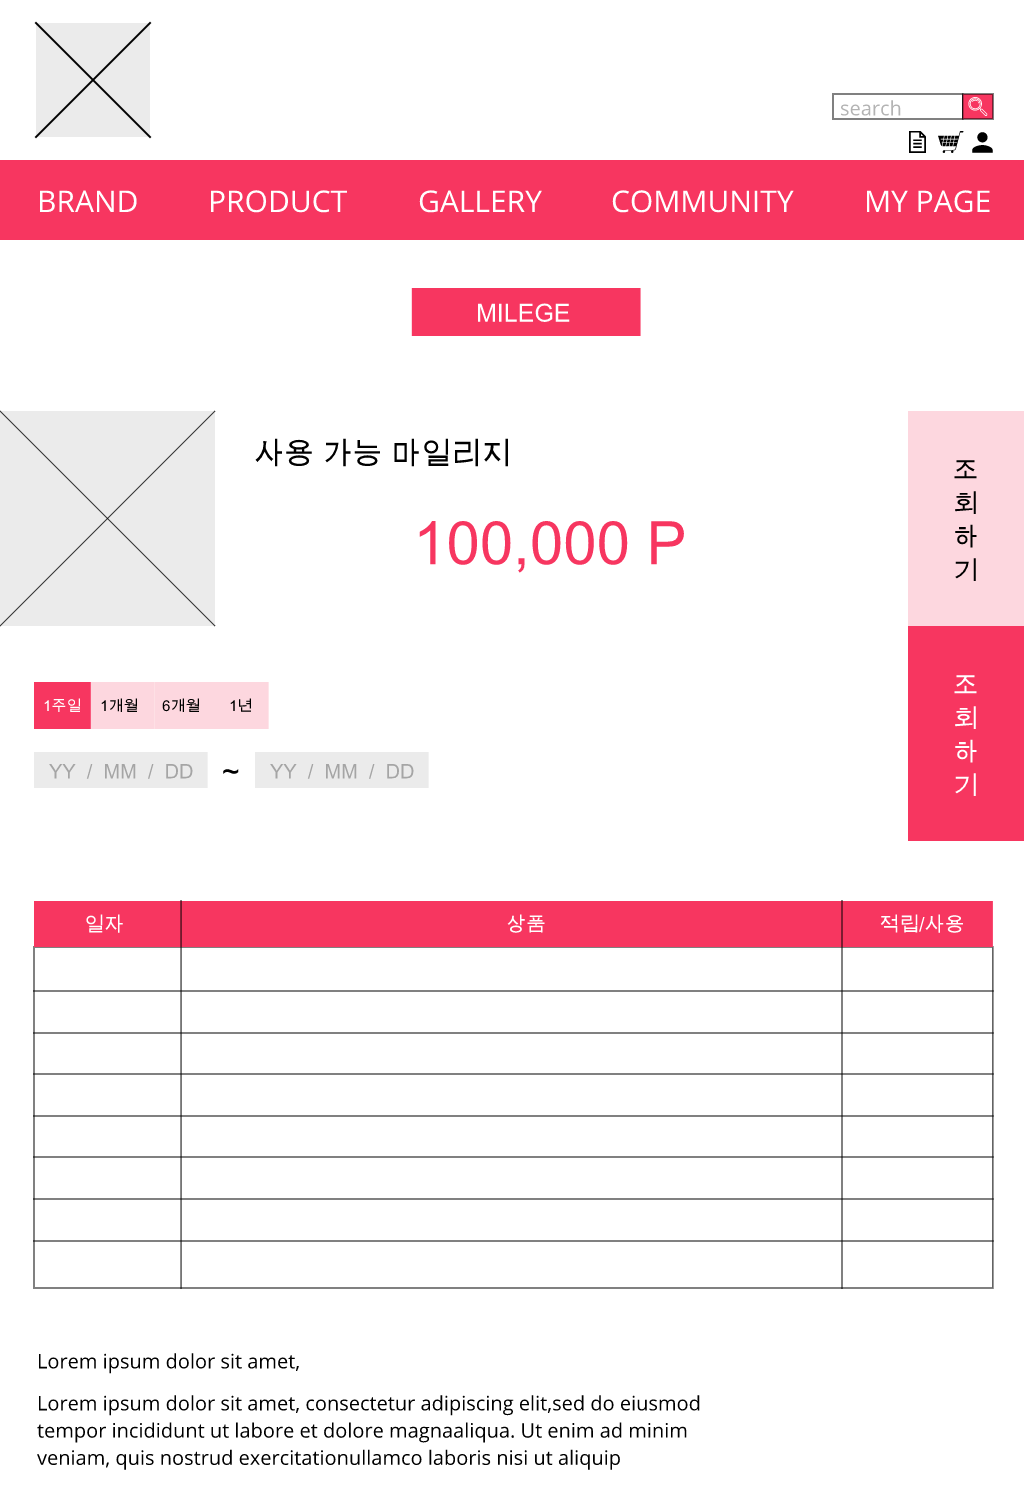 search
BRAND PRODUCT GALLERY COMMUNITY MY PAGE
MILEGE
사용 가능 마일리지
100,000 P
조
회
하
기
조
회
하
기
1주일 1개월 6개월 1년
YY / MM / DD ~ YY / MM / DD
일자 상품 적립/사용
Lorem ipsum dolor sit amet,
Lorem ipsum dolor sit amet, consectetur adipiscing elit,sed do eiusmod
tempor incididunt ut labore et dolore magnaaliqua. Ut enim ad minim
veniam, quis nostrud exercitationullamco laboris nisi ut aliquip